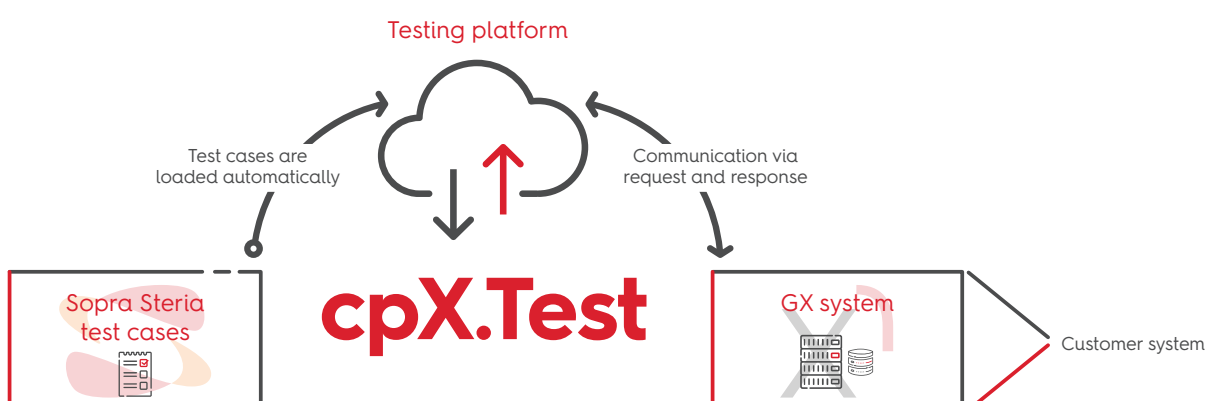 Testing platform
Test cases are
loaded automatically
Communication via
request and response
cpX.Test
Sopra Steria
test cases
GX system
Customer system